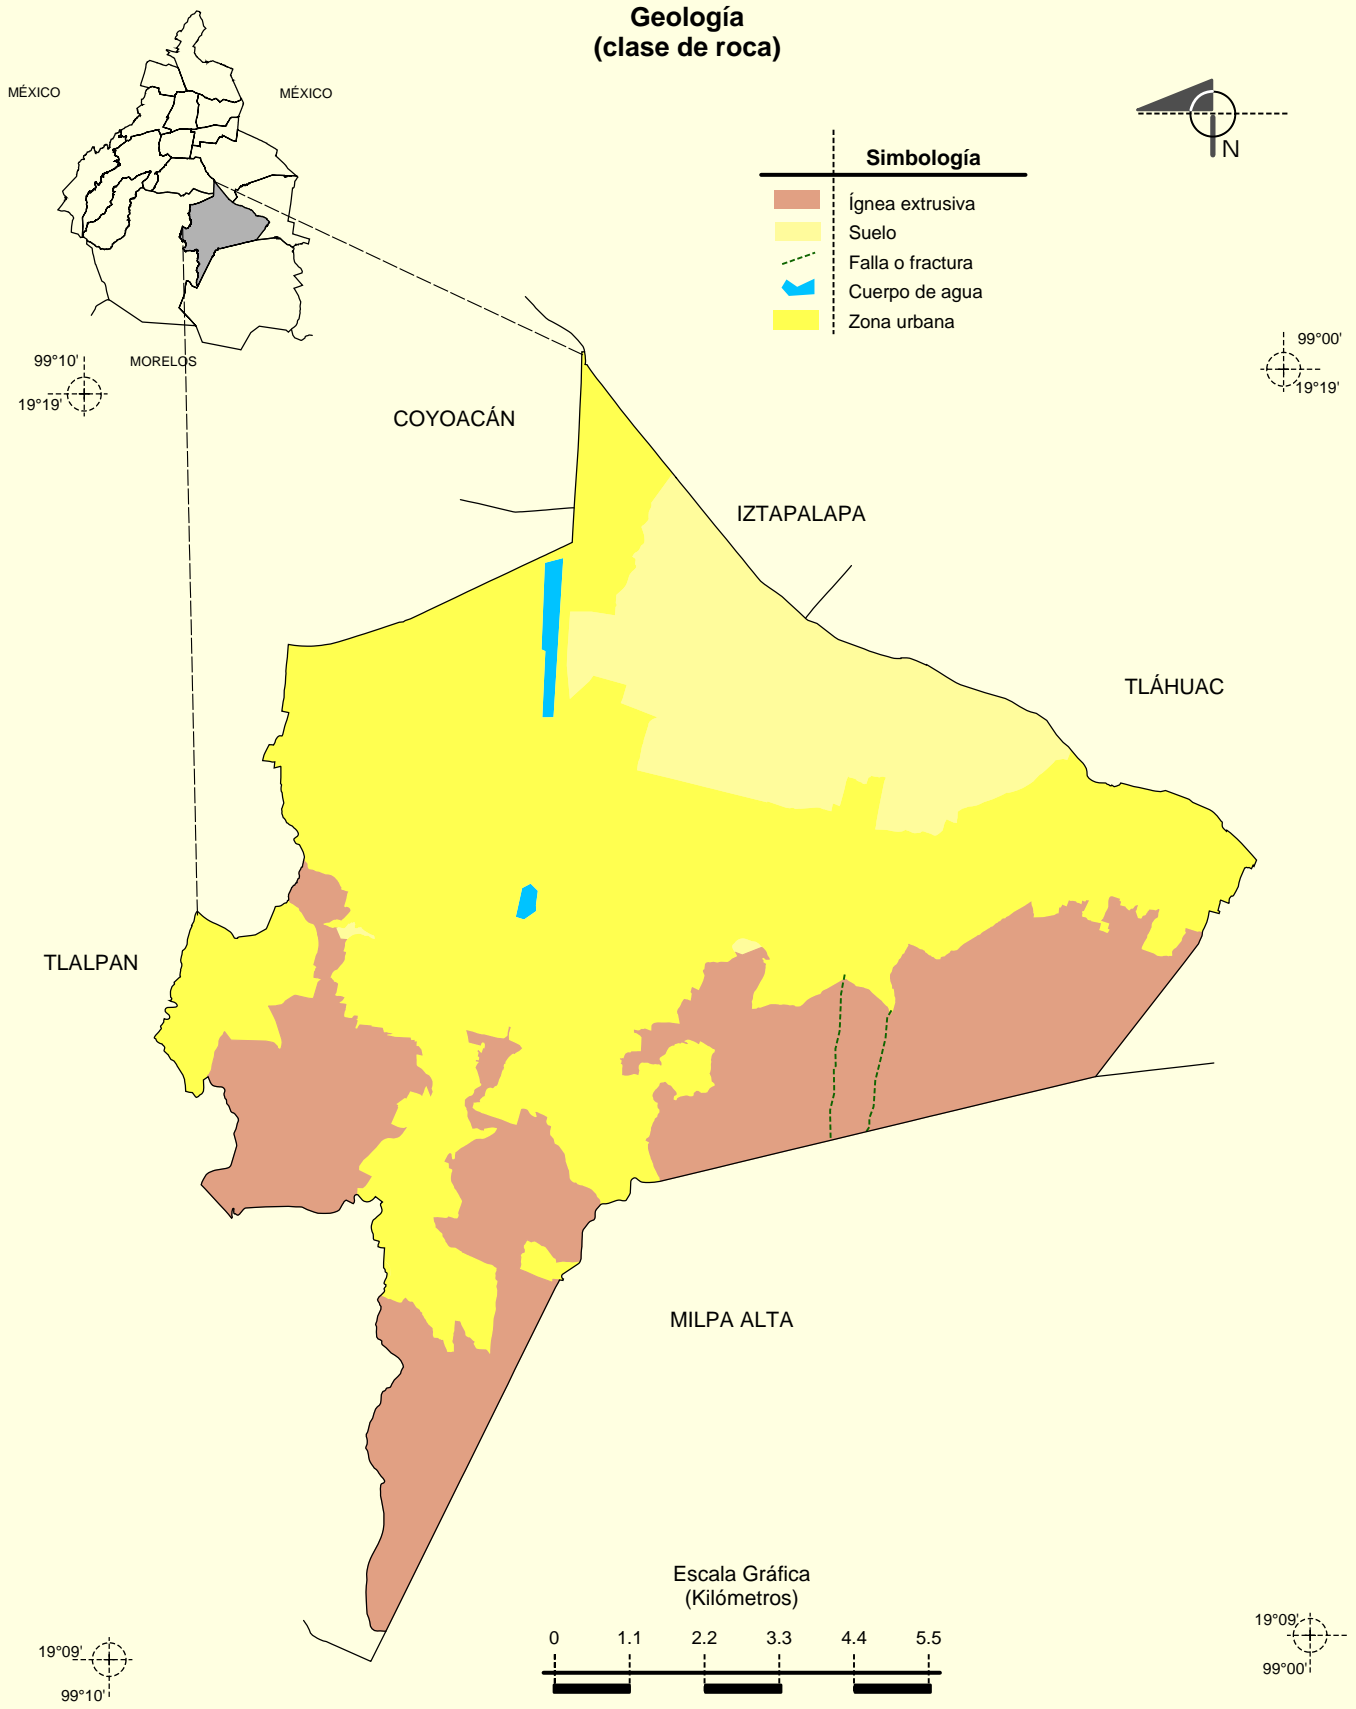 Geología
(clase de roca)
MÉXICO
MÉXICO
N
Simbología
Ígnea extrusiva
Suelo
Falla o fractura
Cuerpo de agua
Zona urbana
MORELOS
99°10'
19°19'
99°00'
19°19'
COYOACÁN
IZTAPALAPA
TLÁHUAC
TLALPAN
MILPA ALTA
Escala Gráfica
(Kilómetros)
0 1.1 2.2 3.3 4.4 5.5
19°09'
99°10'
19°09'
99°00'